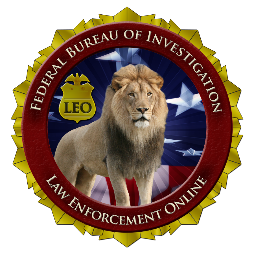 Federal Bureau of Investigation
LEO
Law Enforcement Online